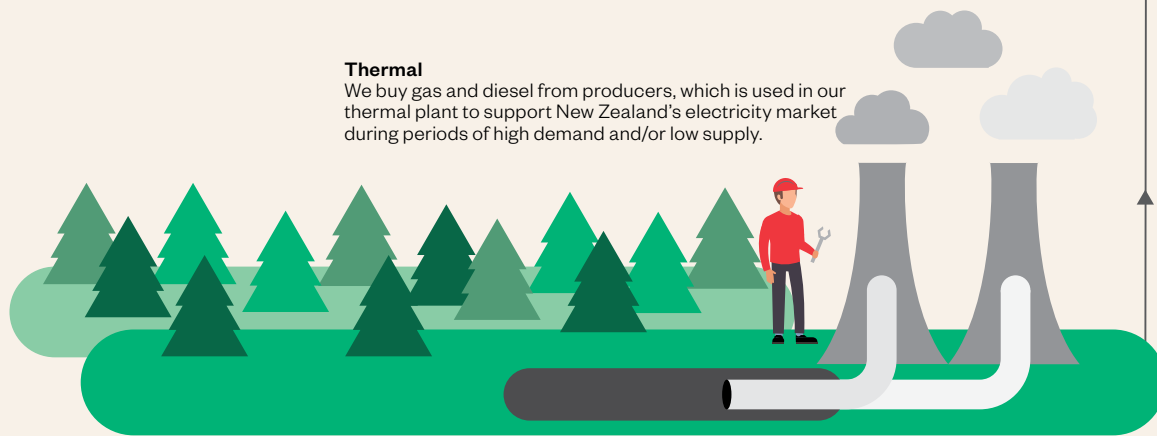 Thermal
We buy gas and diesel from producers, which is used in our
thermal plant to support New Zealand’s electricity market
during periods of high demand and/or low supply.